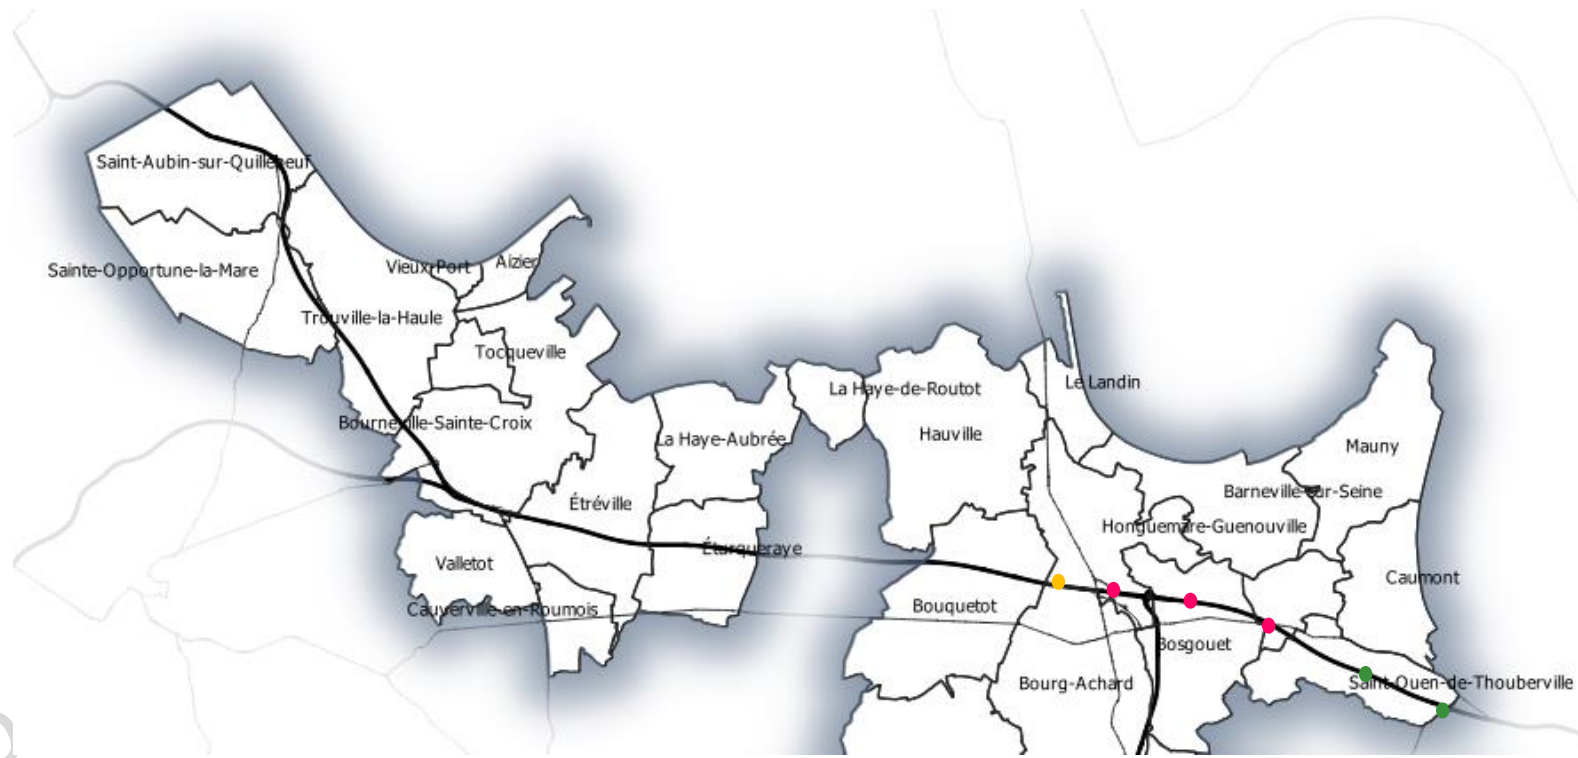 Saint-Aubin-sur-Quillebeuf
Sainte-Opportune-la-Mare
Vieux-Port
Aizier
Trouville-la-Haule
Tocqueville
Bourneville-Sainte-Croix
La Haye-Aubrée
Étréville
Valletot
Éturqueraye
Cauverville-en-Roumois
La Haye-de-Routot
Le Landin
Hauville
Mauny
Barneville-sur-Seine
Honguemare-Guenouville
Caumont
Bouquetot
Bosgouet
Bourg-Achard
Saint-Ouen-de-Thouberville